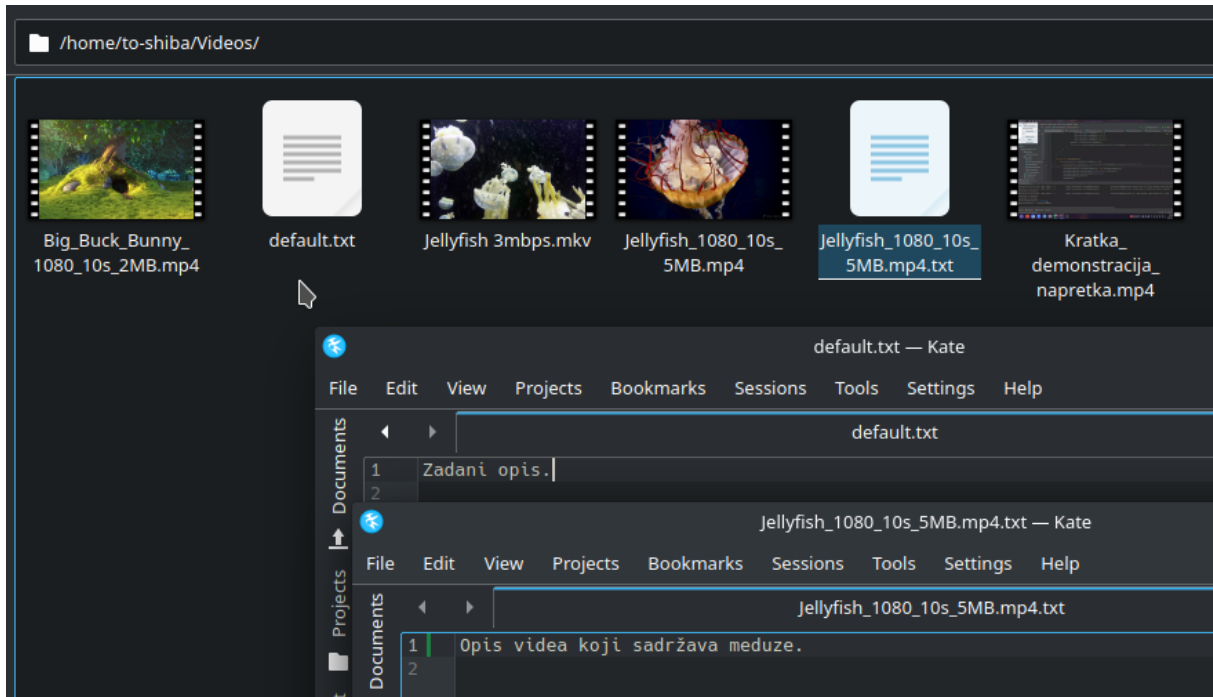 /home/to-shiba/Videos/
Big_Buck_Bunny_
1080_10s_2MB.mp4
default.txt
Jellyfish 3mbps.mkv
Jellyfish_1080_10s_
5MB.mp4
Jellyfish_1080_10s_
5MB.mp4.txt
Kratka_
demonstracija_
napretka.mp4
default.txt — Kate
File Edit View Projects Bookmarks Sessions Tools Settings Help
default.txt
Documents
Projects
1 Zadani opis.
2
Jellyfish_1080_10s_5MB.mp4.txt — Kate
File Edit View Projects Bookmarks Sessions Tools Settings Help
Jellyfish_1080_10s_5MB.mp4.txt
Documents
1 Opis videa koji sadržava meduze.
2